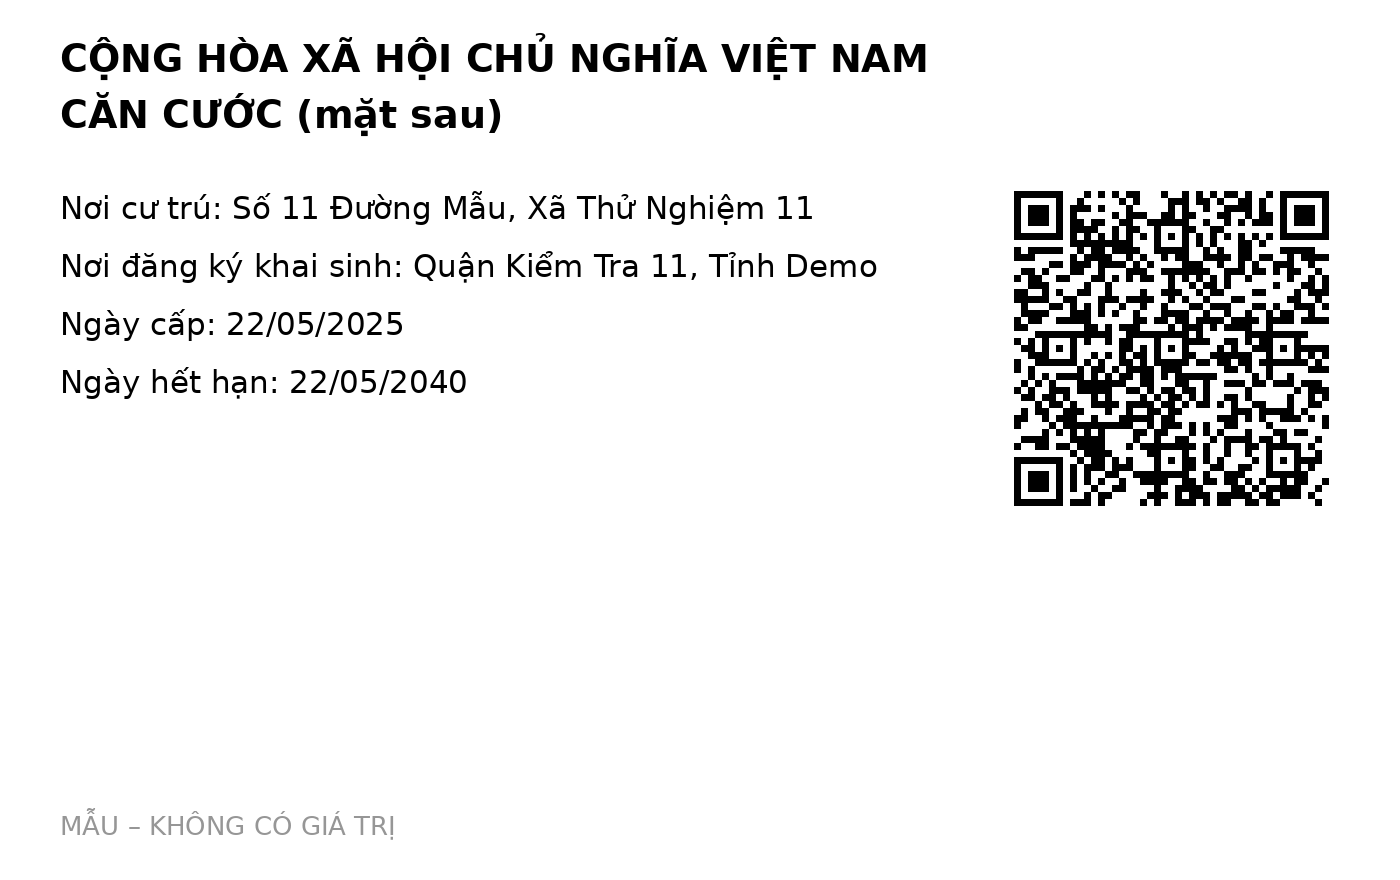 CỘNG HÒA XÃ HỘI CHỦ NGHĨA VIỆT NAM
CĂN CƯỚC (mặt sau)
Nơi cư trú: Số 11 Đường Mẫu, Xã Thử Nghiệm 11
Nơi đăng ký khai sinh: Quận Kiểm Tra 11, Tỉnh Demo
Ngày cấp: 22/05/2025
Ngày hết hạn: 22/05/2040
MẪU – KHÔNG CÓ GIÁ TRỊ